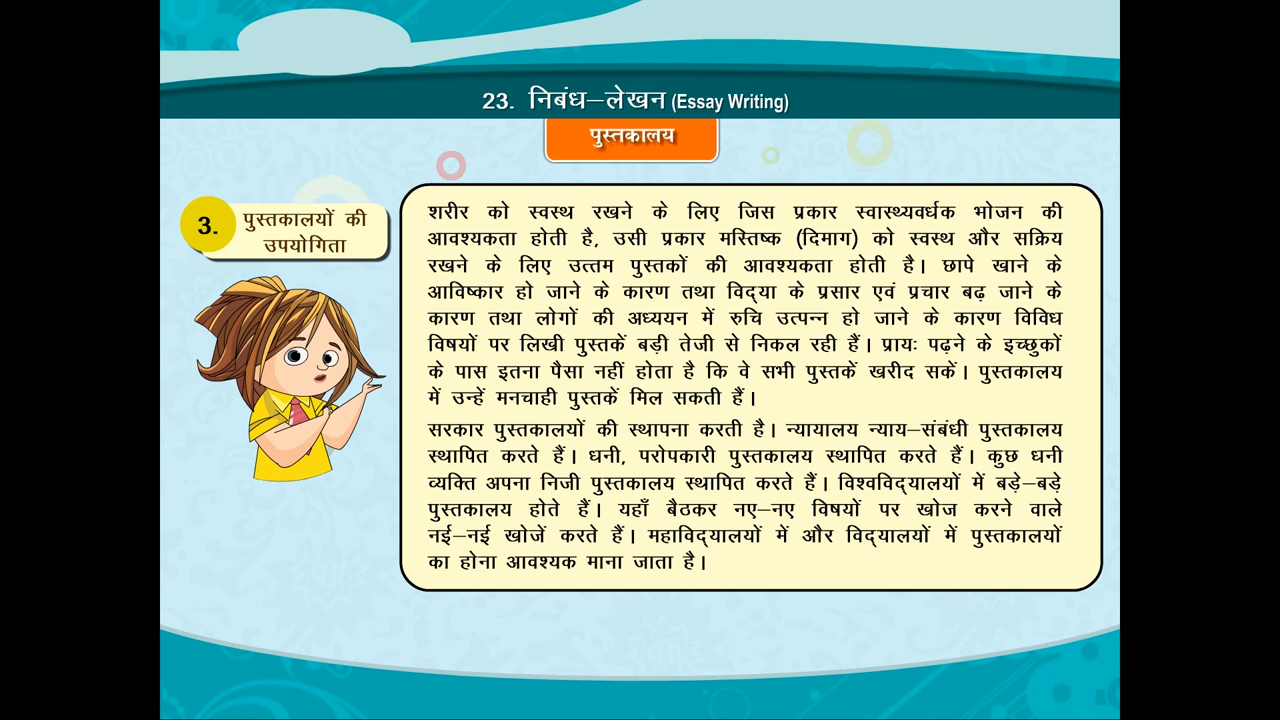 23. निबंध–लेखन (Essay Writing)
पुस्तकालय
3.
पुस्तकालयों की
उपयोगिता
शरीर को स्वस्थ रखने के लिए जिस प्रकार स्वास्थ्यवर्धक भोजन की
आवश्यकता होती है, उसी प्रकार मस्तिष्क (दिमाग) को स्वस्थ और सक्रिय
रखने के लिए उत्तम पुस्तकों की आवश्यकता होती है। छापे खाने के
आविष्कार हो जाने के कारण तथा विद्‌या के प्रसार एवं प्रचार बढ़ जाने के
कारण तथा लोगों की अध्ययन में रुचि उत्पन्न हो जाने के कारण विविध
विषयों पर लिखी पुस्तकें बड़ी तेजी से निकल रही हैं। प्रायः पढ़ने के इच्छुकों
के पास इतना पैसा नहीं होता है कि वे सभी पुस्तकें खरीद सकें। पुस्तकालय
में उन्हें मनचाही पुस्तकें मिल सकती हैं।
सरकार पुस्तकालयों की स्थापना करती है। न्यायालय न्याय–संबंधी पुस्तकालय
स्थापित करते हैं। धनी, परोपकारी पुस्तकालय स्थापित करते हैं। कुछ धनी
व्यक्ति अपना निजी पुस्तकालय स्थापित करते हैं। विश्वविद्‌यालयों में बड़े–बड़े
पुस्तकालय होते हैं। यहाँ बैठकर नए–नए विषयों पर खोज करने वाले
नई–नई खोजें करते हैं। महाविद्‌यालयों में और विद्‌यालयों में पुस्तकालयों
का होना आवश्यक माना जाता है।